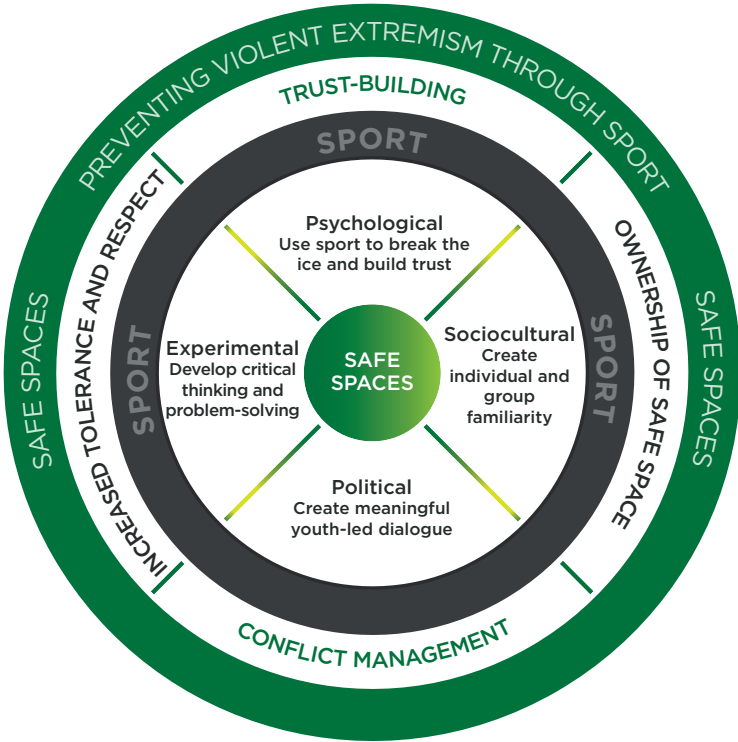 PREVENTING VIOLENT EXTREMISM THROUGH SPORT
SAFE SPACES
SAFE SPACES
TRUST-BUILDING
INCREASED TOLERANCE AND RESPECT
OWNERSHIP OF SAFE SPACE
CONFLICT MANAGEMENT
SPORT
SPORT
SPORT
Psychological
Use sport to break the
ice and build trust
Experimental
Develop critical
thinking and
problem-solving
SAFE
SPACES
Sociocultural
Create
individual and
group
familiarity
Political
Create meaningful
youth-led dialogue